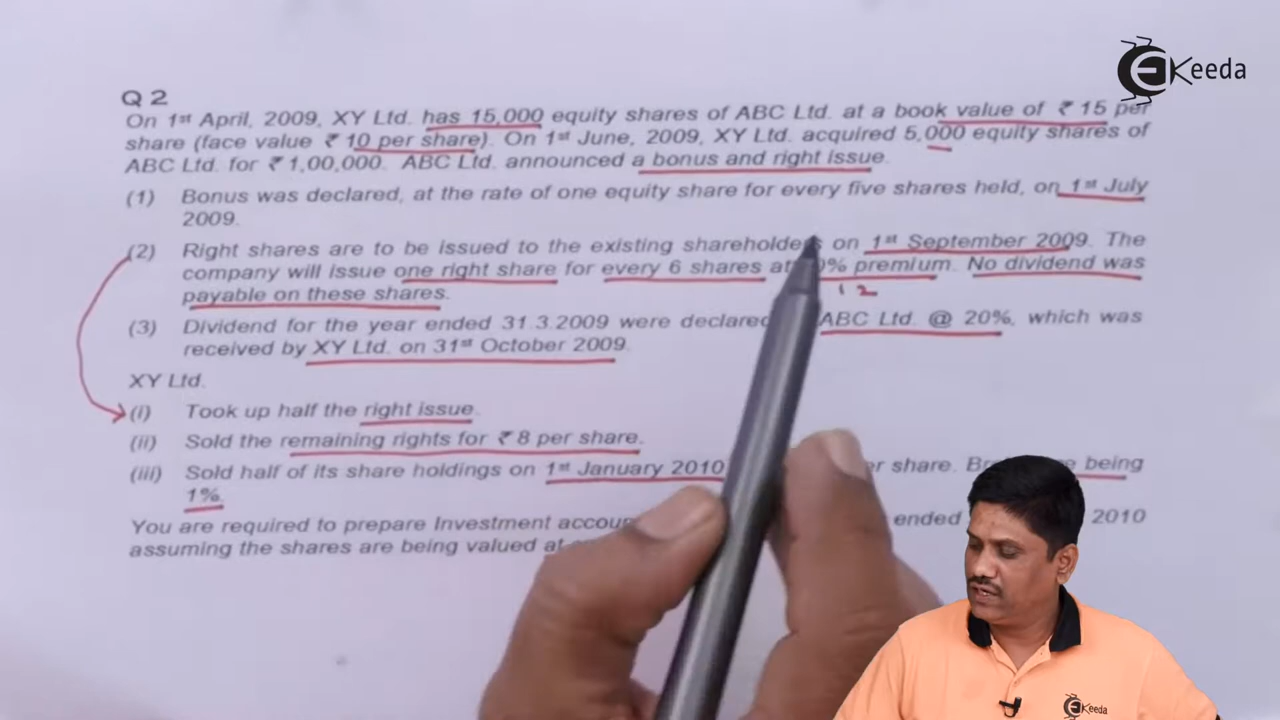 EKeeda
Q 2
On 1st April, 2009, XY Ltd. has 15,000 equity shares of ABC Ltd. at a book value of ₹ 15 per
share (face value ₹ 10 per share). On 1st June, 2009, XY Ltd. acquired 5,000 equity shares of
ABC Ltd. for ₹ 1,00,000. ABC Ltd. announced a bonus and right issue.
(1) Bonus was declared, at the rate of one equity share for every five shares held, on 1st July
2009.
(2) Right shares are to be issued to the existing shareholders on 1st September 2009. The
company will issue one right share for every 6 shares at 0% premium. No dividend was
12
payable on these shares.
(3) Dividend for the year ended 31.3.2009 were declared ABC Ltd. @ 20%, which was
received by XY Ltd. on 31st October 2009.
XY Ltd.
(i) Took up half the right issue.
(ii) Sold the remaining rights for ₹ 8 per share.
(iii) Sold half of its share holdings on 1st January 2010 share. being
1%.
You are required to prepare Investment ended 2010
assuming the shares are being valued at
EKeeda